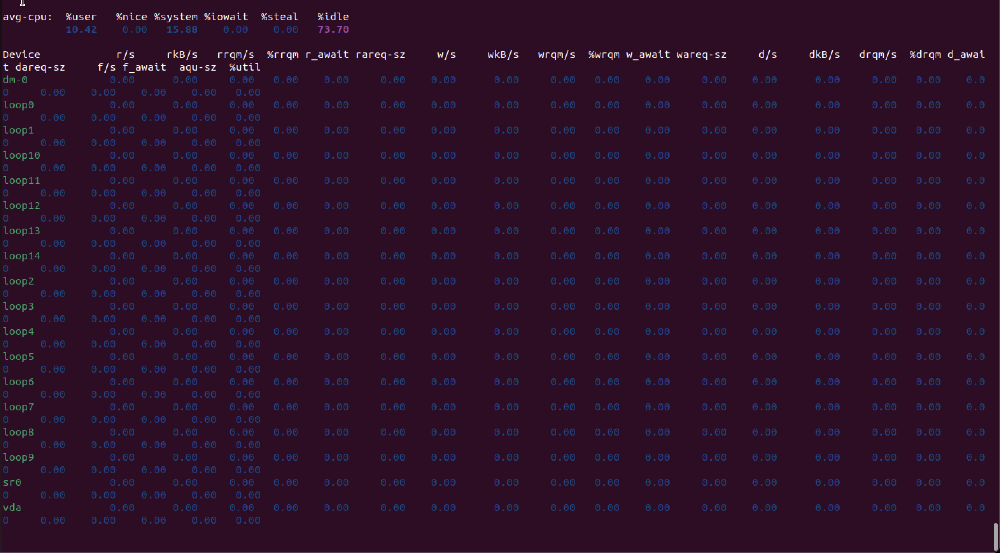 avg-cpu:  %user   %nice %system %iowait  %steal   %idle
          10.42    0.00   15.88    0.00    0.00   73.70
Device            r/s     rkB/s   rrqm/s  %rrqm r_await rareq-sz     w/s     wkB/s   wrqm/s  %wrqm w_await wareq-sz     d/s     dkB/s   drqm/s  %drqm d_awai
t dareq-sz     f/s f_await  aqu-sz  %util
dm-0             0.00      0.00     0.00   0.00    0.00     0.00    0.00      0.00     0.00   0.00    0.00     0.00    0.00      0.00     0.00   0.00    0.0
0     0.00    0.00    0.00    0.00   0.00
loop0            0.00      0.00     0.00   0.00    0.00     0.00    0.00      0.00     0.00   0.00    0.00     0.00    0.00      0.00     0.00   0.00    0.0
0     0.00    0.00    0.00    0.00   0.00
loop1            0.00      0.00     0.00   0.00    0.00     0.00    0.00      0.00     0.00   0.00    0.00     0.00    0.00      0.00     0.00   0.00    0.0
0     0.00    0.00    0.00    0.00   0.00
loop10           0.00      0.00     0.00   0.00    0.00     0.00    0.00      0.00     0.00   0.00    0.00     0.00    0.00      0.00     0.00   0.00    0.0
0     0.00    0.00    0.00    0.00   0.00
loop11           0.00      0.00     0.00   0.00    0.00     0.00    0.00      0.00     0.00   0.00    0.00     0.00    0.00      0.00     0.00   0.00    0.0
0     0.00    0.00    0.00    0.00   0.00
loop12           0.00      0.00     0.00   0.00    0.00     0.00    0.00      0.00     0.00   0.00    0.00     0.00    0.00      0.00     0.00   0.00    0.0
0     0.00    0.00    0.00    0.00   0.00
loop13           0.00      0.00     0.00   0.00    0.00     0.00    0.00      0.00     0.00   0.00    0.00     0.00    0.00      0.00     0.00   0.00    0.0
0     0.00    0.00    0.00    0.00   0.00
loop14           0.00      0.00     0.00   0.00    0.00     0.00    0.00      0.00     0.00   0.00    0.00     0.00    0.00      0.00     0.00   0.00    0.0
0     0.00    0.00    0.00    0.00   0.00
loop2            0.00      0.00     0.00   0.00    0.00     0.00    0.00      0.00     0.00   0.00    0.00     0.00    0.00      0.00     0.00   0.00    0.0
0     0.00    0.00    0.00    0.00   0.00
loop3            0.00      0.00     0.00   0.00    0.00     0.00    0.00      0.00     0.00   0.00    0.00     0.00    0.00      0.00     0.00   0.00    0.0
0     0.00    0.00    0.00    0.00   0.00
loop4            0.00      0.00     0.00   0.00    0.00     0.00    0.00      0.00     0.00   0.00    0.00     0.00    0.00      0.00     0.00   0.00    0.0
0     0.00    0.00    0.00    0.00   0.00
loop5            0.00      0.00     0.00   0.00    0.00     0.00    0.00      0.00     0.00   0.00    0.00     0.00    0.00      0.00     0.00   0.00    0.0
0     0.00    0.00    0.00    0.00   0.00
loop6            0.00      0.00     0.00   0.00    0.00     0.00    0.00      0.00     0.00   0.00    0.00     0.00    0.00      0.00     0.00   0.00    0.0
0     0.00    0.00    0.00    0.00   0.00
loop7            0.00      0.00     0.00   0.00    0.00     0.00    0.00      0.00     0.00   0.00    0.00     0.00    0.00      0.00     0.00   0.00    0.0
0     0.00    0.00    0.00    0.00   0.00
loop8            0.00      0.00     0.00   0.00    0.00     0.00    0.00      0.00     0.00   0.00    0.00     0.00    0.00      0.00     0.00   0.00    0.0
0     0.00    0.00    0.00    0.00   0.00
loop9            0.00      0.00     0.00   0.00    0.00     0.00    0.00      0.00     0.00   0.00    0.00     0.00    0.00      0.00     0.00   0.00    0.0
0     0.00    0.00    0.00    0.00   0.00
sr0              0.00      0.00     0.00   0.00    0.00     0.00    0.00      0.00     0.00   0.00    0.00     0.00    0.00      0.00     0.00   0.00    0.0
0     0.00    0.00    0.00    0.00   0.00
vda              0.00      0.00     0.00   0.00    0.00     0.00    0.00      0.00     0.00   0.00    0.00     0.00    0.00      0.00     0.00   0.00    0.0
0     0.00    0.00    0.00    0.00   0.00